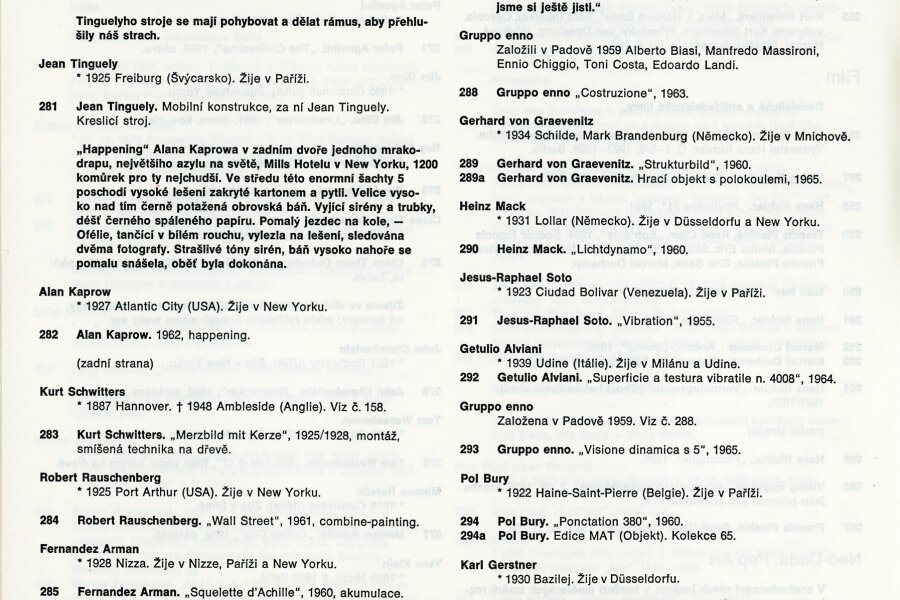 Tinguelyho stroje se mají pohybovat a dělat rámus, aby přehlu-
šily náš strach.
Jean Tinguely
* 1925 Freiburg (Švýcarsko). Žije v Paříži.
281 Jean Tinguely. Mobilní konstrukce, za ní Jean Tinguely.
Kreslicí stroj.
„Happening" Alana Kaprowa v zadním dvoře jednoho mrako-
drapu, největšího azylu na světě, Mills Hotelu v New Yorku, 1200
komůrek pro ty nejchudší. Ve středu této enormní šachty 5
poschodí vysoké lešení zakryté kartonem a pytli. Velice vyso-
ko nad tím černě potažená obrovská báň. Vyjící sirény a trubky,
déšť černého spáleného papíru. Pomalý jezdec na kole, —
Ofélie, tančící v bílém rouchu, vylezla na lešení, sledována
dvěma fotografy. Strašlivé tóny sirén, báň vysoko nahoře se
pomalu snášela, oběť byla dokonána.
Alan Kaprow
* 1927 Atlantic City (USA). Žije v New Yorku.
282 Alan Kaprow. 1962, happening.
(zadní strana)
Kurt Schwitters
* 1887 Hannover. † 1948 Ambleside (Anglie). Viz č. 158.
283 Kurt Schwitters. „Merzbild mit Kerze", 1925/1928, montáž,
smíšená technika na dřevě.
Robert Rauschenberg
* 1925 Port Arthur (USA). Žije v New Yorku.
284 Robert Rauschenberg. „Wall Street", 1961, combine-painting.
Fernandez Arman
* 1928 Nizza. Žije v Nizze, Paříži a New Yorku.
285 Fernandez Arman. „Squelette d'Achille", 1960, akumulace.
jsme si ještě jisti."
Gruppo enno
Založili v Padově 1959 Alberto Biasi, Manfredo Massironi,
Ennio Chiggio, Toni Costa, Edoardo Landi.
288 Gruppo enno „Costruzione", 1963.
Gerhard von Graevenitz
* 1934 Schilde, Mark Brandenburg (Německo). Žije v Mnichově.
289 Gerhard von Graevenitz. „Strukturbild", 1960.
289a Gerhard von Graevenitz. Hrací objekt s polokoulemi, 1965.
Heinz Mack
* 1931 Lollar (Německo). Žije v Düsseldorfu a New Yorku.
290 Heinz Mack. „Lichtdynamo", 1960.
Jesus-Raphael Soto
* 1923 Ciudad Bolivar (Venezuela). Žije v Paříži.
291 Jesus-Raphael Soto. „Vibration", 1955.
Getulio Alviani
* 1939 Udine (Itálie). Žije v Milánu a Udine.
292 Getulio Alviani. „Superficie a testura vibratile n. 4008", 1964.
Gruppo enno
Založena v Padově 1959. Viz č. 288.
293 Gruppo enno. „Visione dinamica s 5", 1965.
Pol Bury
* 1922 Haine-Saint-Pierre (Belgie). Žije v Paříži.
294 Pol Bury. „Ponctation 380", 1960.
294a Pol Bury. Edice MAT (Objekt). Kolekce 65.
Karl Gerstner
* 1930 Bazilej. Žije v Düsseldorfu.